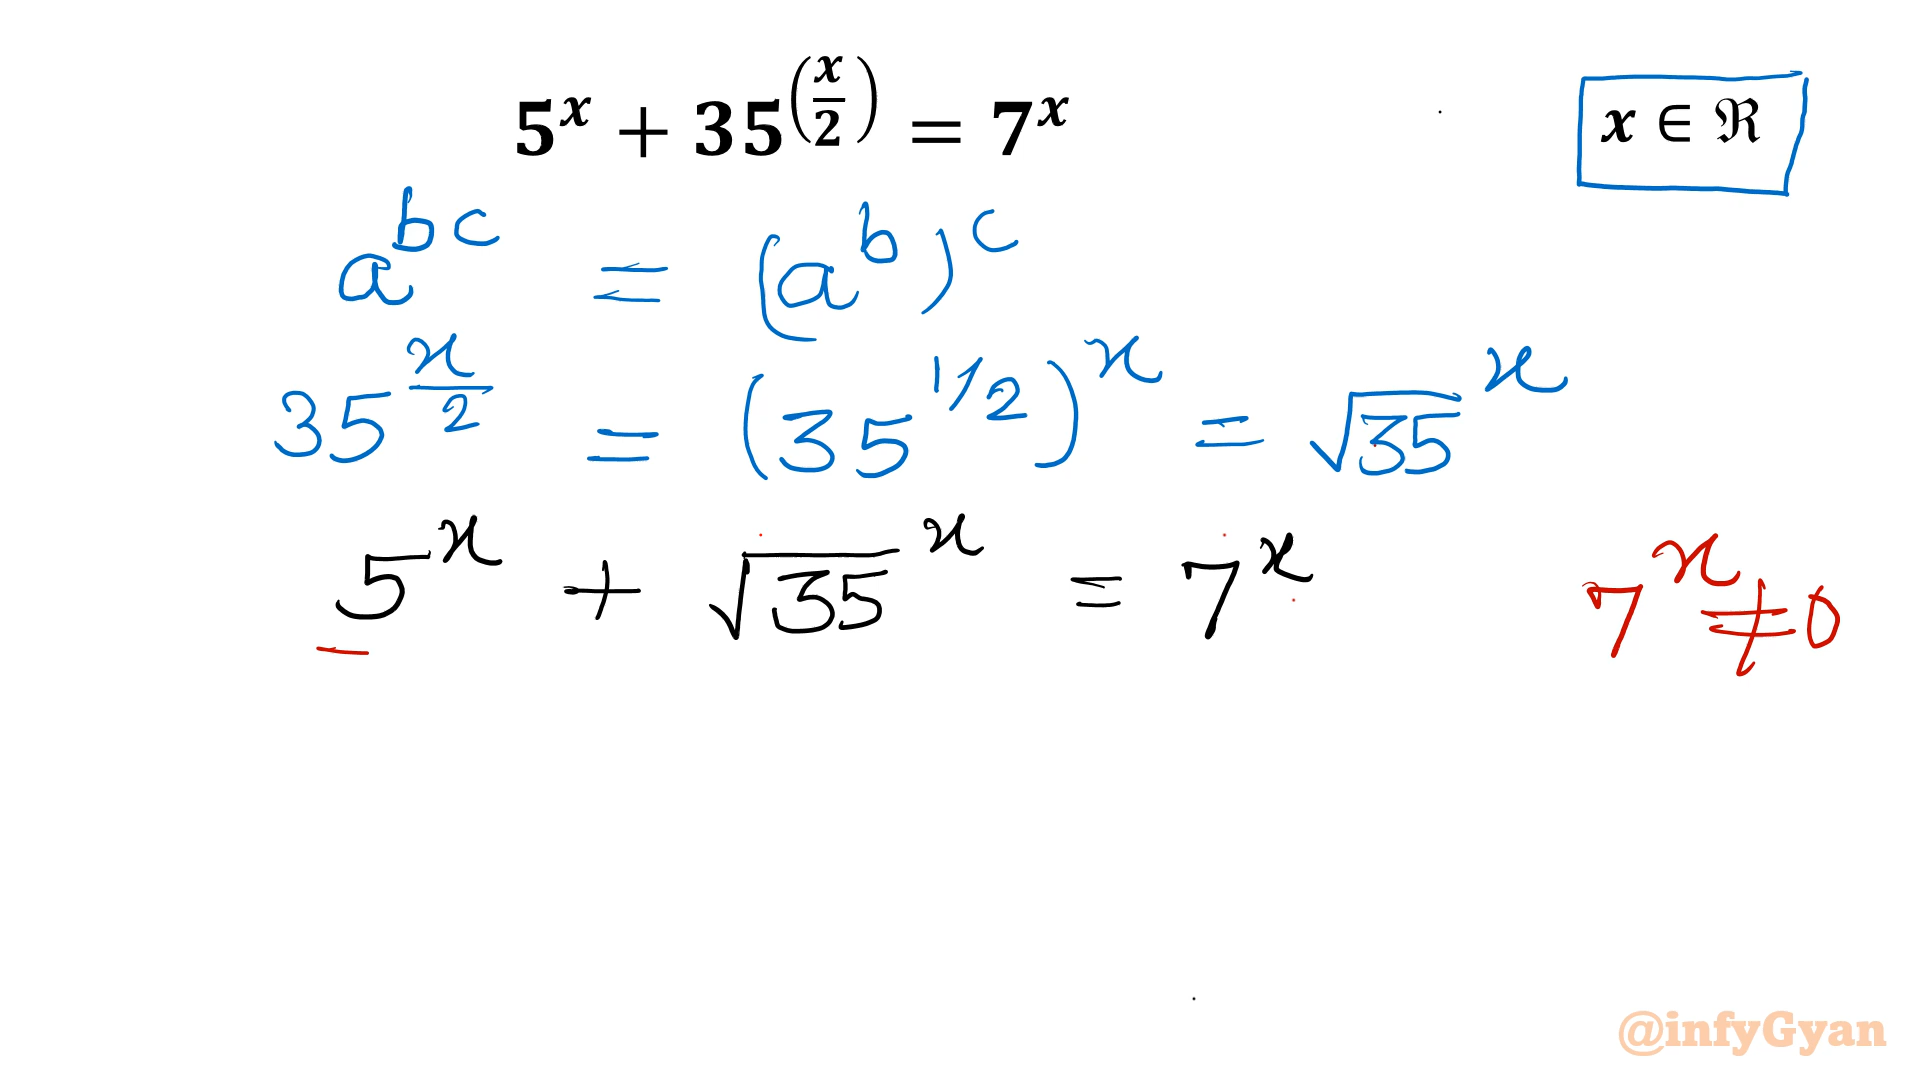 5^x + 35^(x/2) = 7^x
x ∈ ℜ
a^bc = (a^b)^c
35^x/2 = (35^1/2)^x = √35^x
5^x + √35^x = 7^x
7^x ≠ 0
@infyGyan